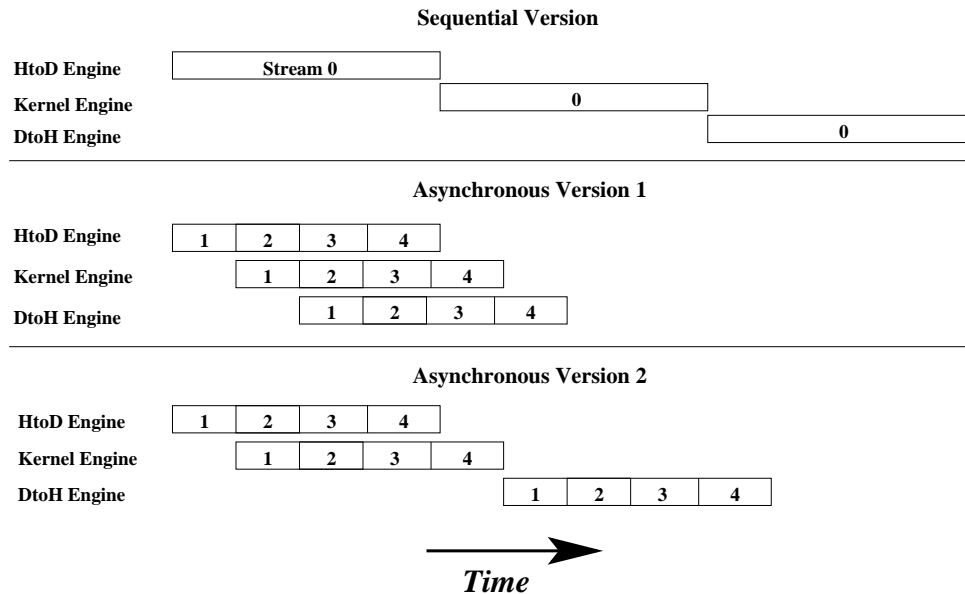 Sequential Version
HtoD Engine
Stream 0
Kernel Engine
0
DtoH Engine
0
Asynchronous Version 1
HtoD Engine
1 2 3 4
Kernel Engine
1 2 3 4
DtoH Engine
1 2 3 4
Asynchronous Version 2
HtoD Engine
1 2 3 4
Kernel Engine
1 2 3 4
DtoH Engine
1 2 3 4
Time